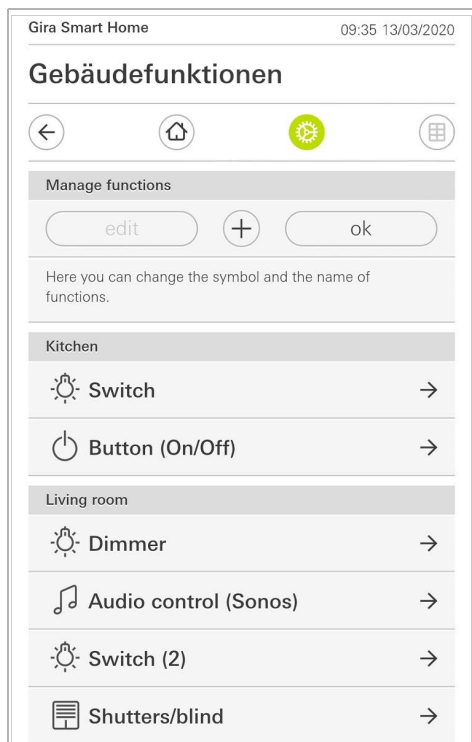 Gira Smart Home 09:35 13/03/2020
Gebäudefunktionen
Manage functions
edit + ok
Here you can change the symbol and the name of
functions.
Kitchen
Switch
Button (On/Off)
Living room
Dimmer
Audio control (Sonos)
Switch (2)
Shutters/blind